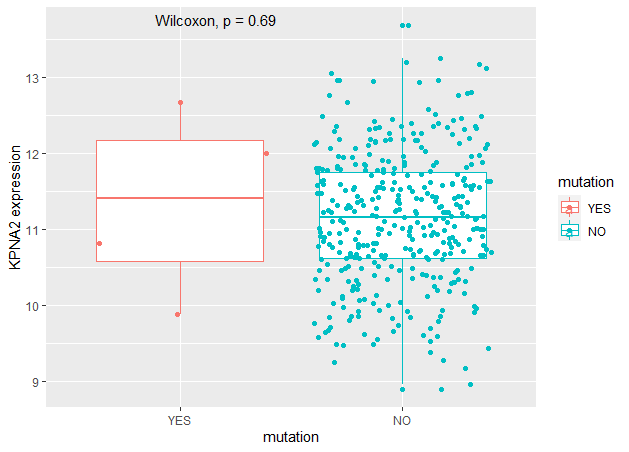 Wilcoxon, p = 0.69
13
12
11
10
9
KPNA2 expression
YES
NO
mutation
mutation
YES
NO